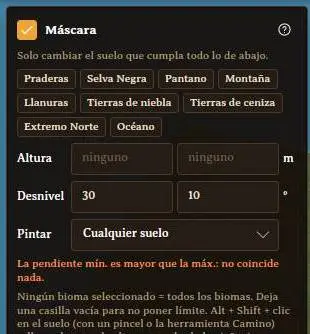 Máscara
Solo cambiar el suelo que cumpla todo lo de abajo.
Praderas Selva Negra Pantano Montaña
Llanuras Tierras de niebla Tierras de ceniza
Extremo Norte Océano
Altura ninguno ninguno m
Desnivel 30 10 °
Pintar Cualquier suelo
La pendiente mín. es mayor que la máx.: no coincide
nada.
Ningún bioma seleccionado = todos los biomas. Deja
una casilla vacía para no poner límite. Alt + Shift + clic
en el suelo (con un pincel o la herramienta Camino)